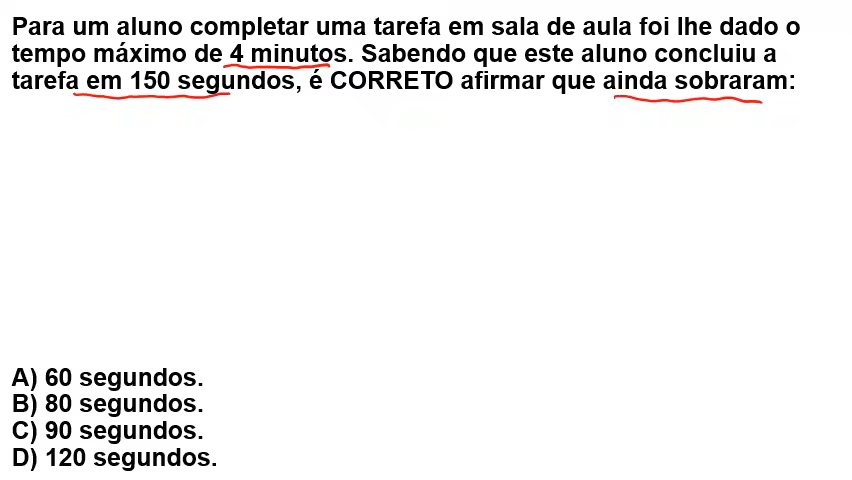 Para um aluno completar uma tarefa em sala de aula foi lhe dado o
tempo máximo de 4 minutos. Sabendo que este aluno concluiu a
tarefa em 150 segundos, é CORRETO afirmar que ainda sobraram:
A) 60 segundos.
B) 80 segundos.
C) 90 segundos.
D) 120 segundos.